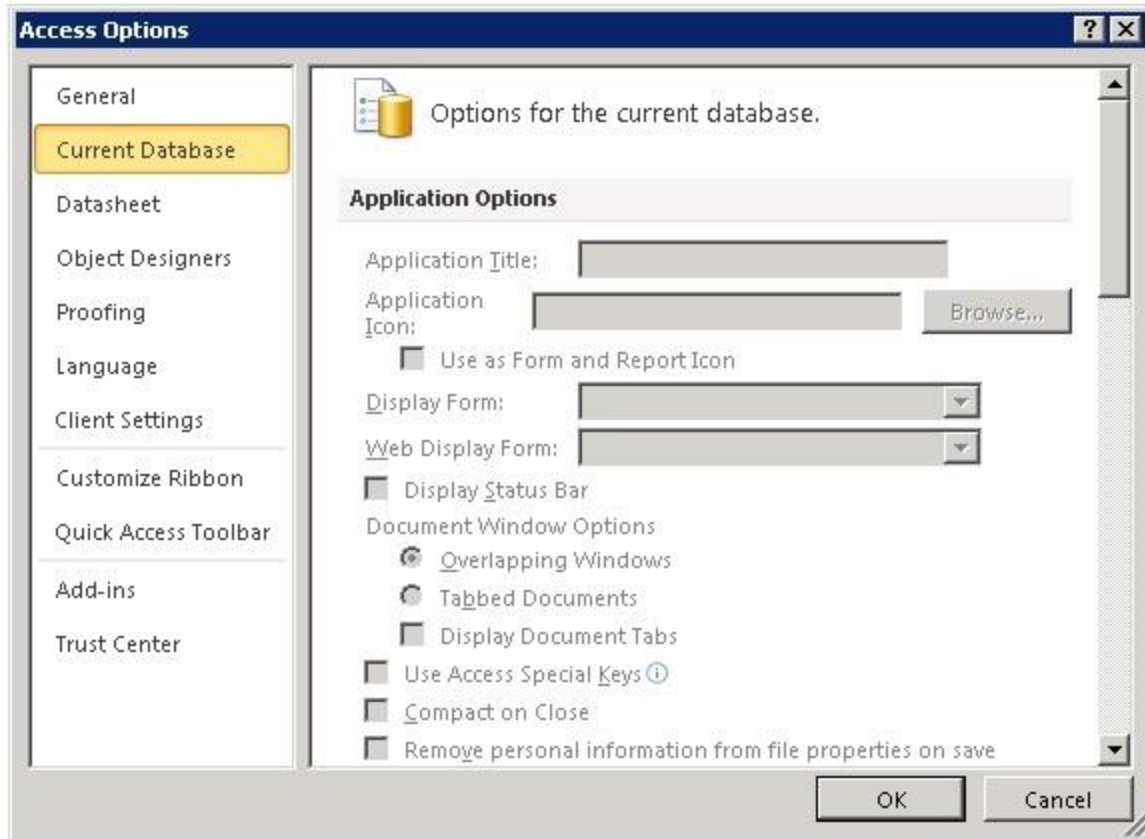 Access Options
General
Current Database
Datasheet
Object Designers
Proofing
Language
Client Settings
Customize Ribbon
Quick Access Toolbar
Add-ins
Trust Center
Options for the current database.
Application Options
Application Title:
Application
Icon:
Browse...
Use as Form and Report Icon
Display Form:
Web Display Form:
Display Status Bar
Document Window Options
Overlapping Windows
Tabbed Documents
Display Document Tabs
Use Access Special Keys
Compact on Close
Remove personal information from file properties on save
OK
Cancel